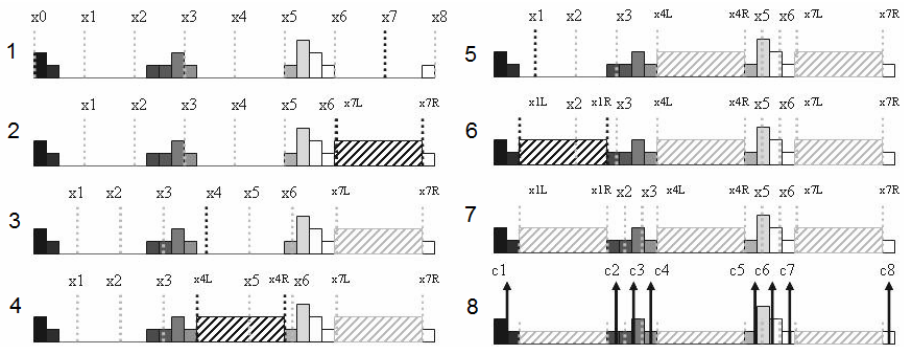 x0 x1 x2 x3 x4 x5 x6 x7 x8
1
x1 x2 x3 x4 x5 x6 x7L x7R
2
x1 x2 x3 x4 x5 x6 x7L x7R
3
x1 x2 x3 x4L x5 x4R x6 x7L x7R
4
x1 x2 x3 x4L x4R x5 x6 x7L x7R
5
x1L x2 x1R x3 x4L x4R x5 x6 x7L x7R
6
x1L x1R x2 x3 x4L x4R x5 x6 x7L x7R
7
c1 c2 c3 c4 c5 c6 c7 c8
8